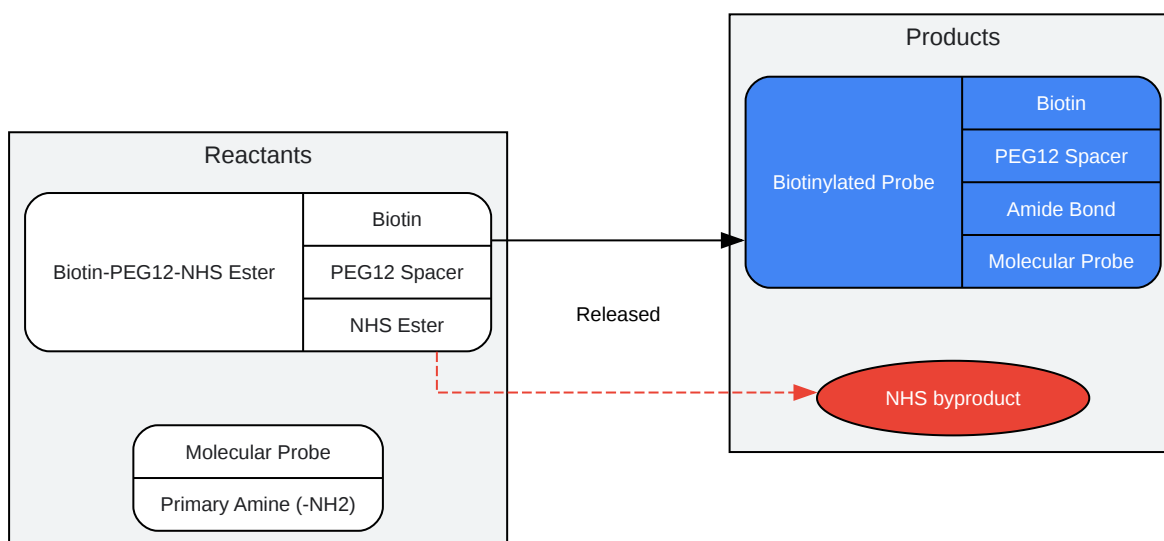 Reactants
Biotin-PEG12-NHS Ester
Biotin
PEG12 Spacer
NHS Ester
Molecular Probe
Primary Amine (-NH2)
Released
Products
Biotinylated Probe
Biotin
PEG12 Spacer
Amide Bond
Molecular Probe
NHS byproduct